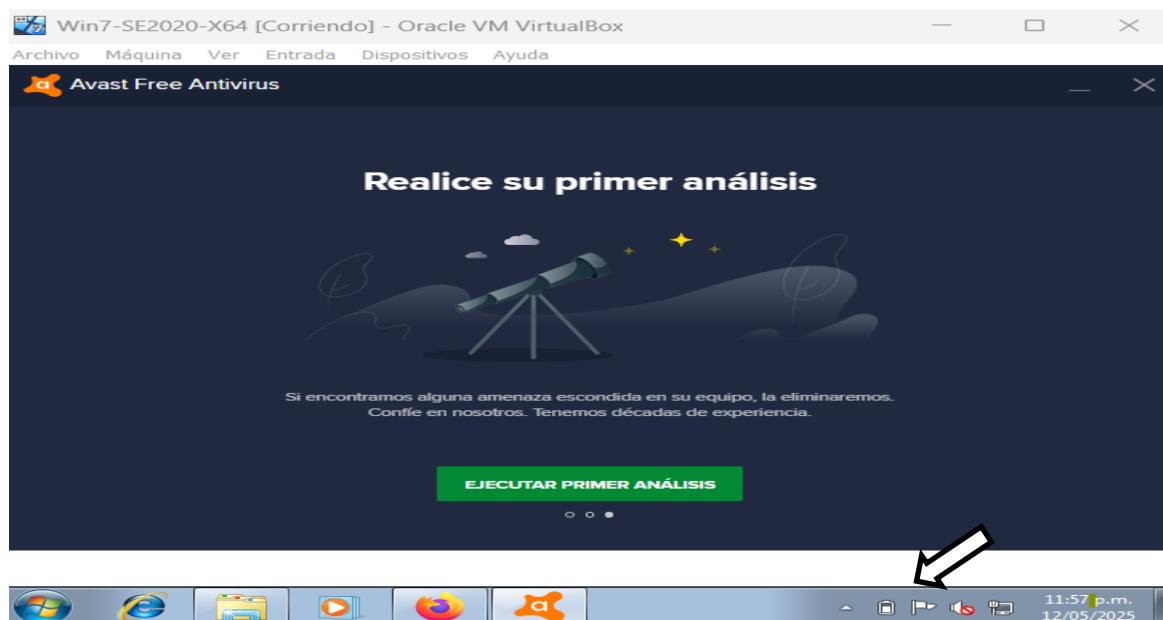 Win7-SE2020-X64 [Corriendo] - Oracle VM VirtualBox
Archivo Máquina Ver Entrada Dispositivos Ayuda
Avast Free Antivirus
Realice su primer análisis
Si encontramos alguna amenaza escondida en su equipo, la eliminaremos.
Confíe en nosotros. Tenemos décadas de experiencia.
EJECUTAR PRIMER ANÁLISIS
11:57 p.m.
12/05/2025